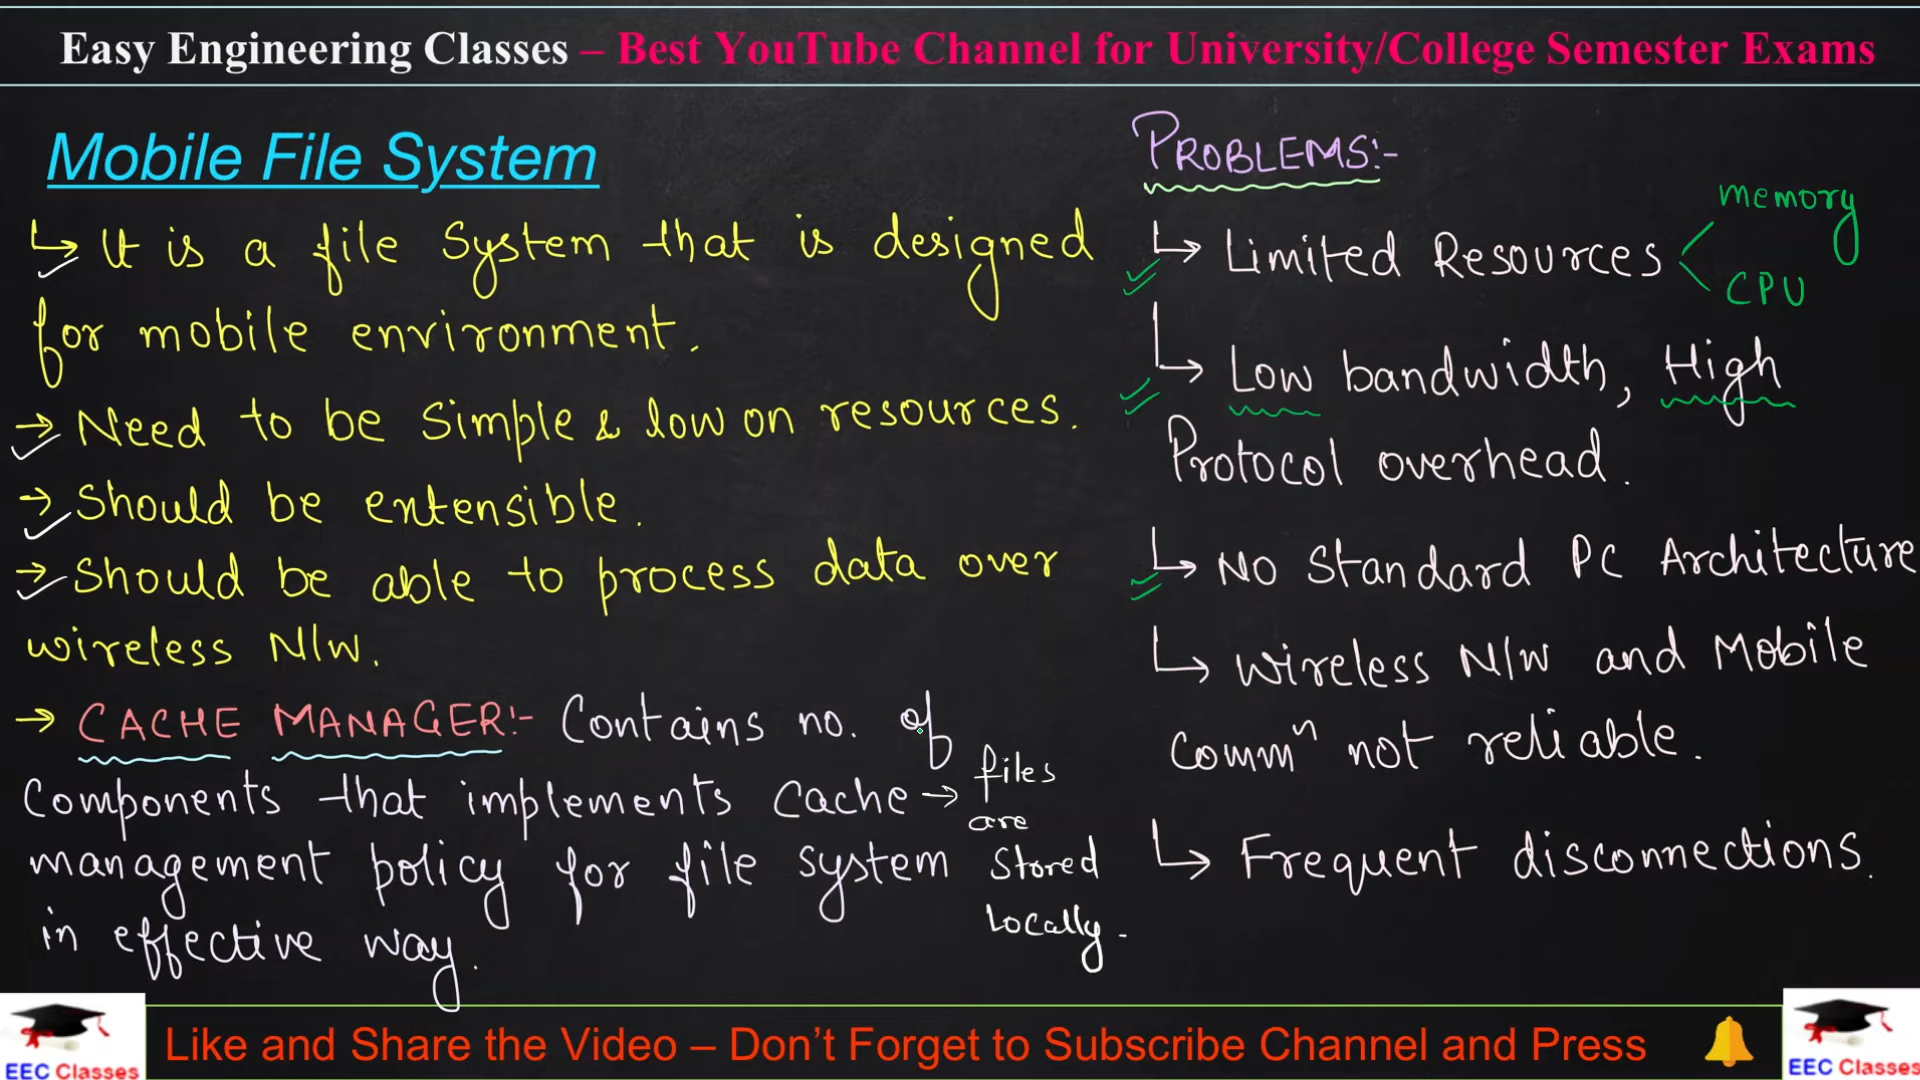 Easy Engineering Classes – Best YouTube Channel for University/College Semester Exams
Mobile File System
↳ It is a file system that is designed
for mobile environment.
→ Need to be simple & low on resources.
→ Should be extensible.
→ Should be able to process data over
wireless N/w.
→ CACHE MANAGER:- Contains no. of
Components that implements Cache → files
are
management policy for file system stored
locally.
in effective way.
PROBLEMS:-
↳ Limited Resources < memory
CPU
↳ Low bandwidth, High
Protocol overhead.
↳ No Standard PC Architecture
↳ Wireless N/W and Mobile
Commⁿ not reliable.
↳ Frequent disconnections.
EEC Classes
Like and Share the Video – Don't Forget to Subscribe Channel and Press
EEC Classes